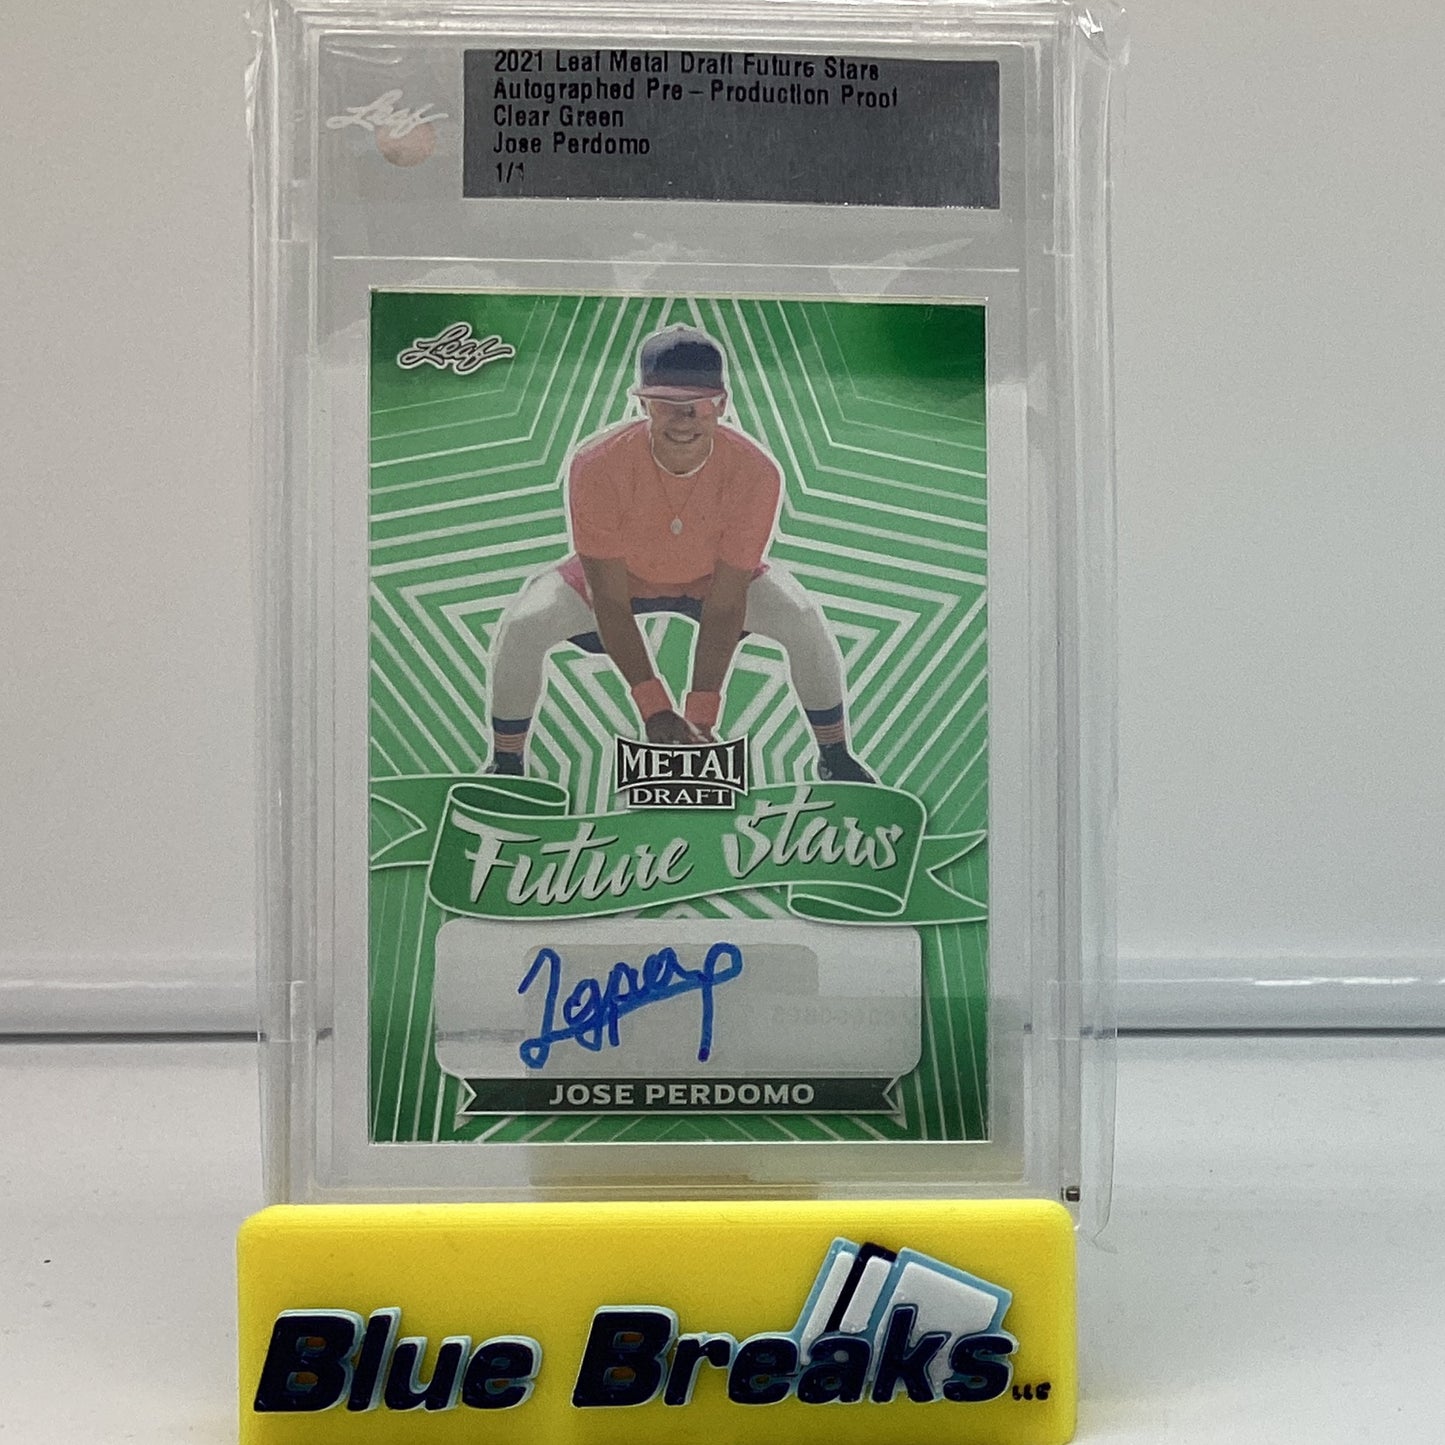 2021 Leaf Metal Draft Future Stars
Autographed Pre-Production Proof
Clear Green
Jose Perdomo
1/1
Leaf
Leaf
METAL
DRAFT
Future Stars
JOSE PERDOMO
Blue Breaks LLC